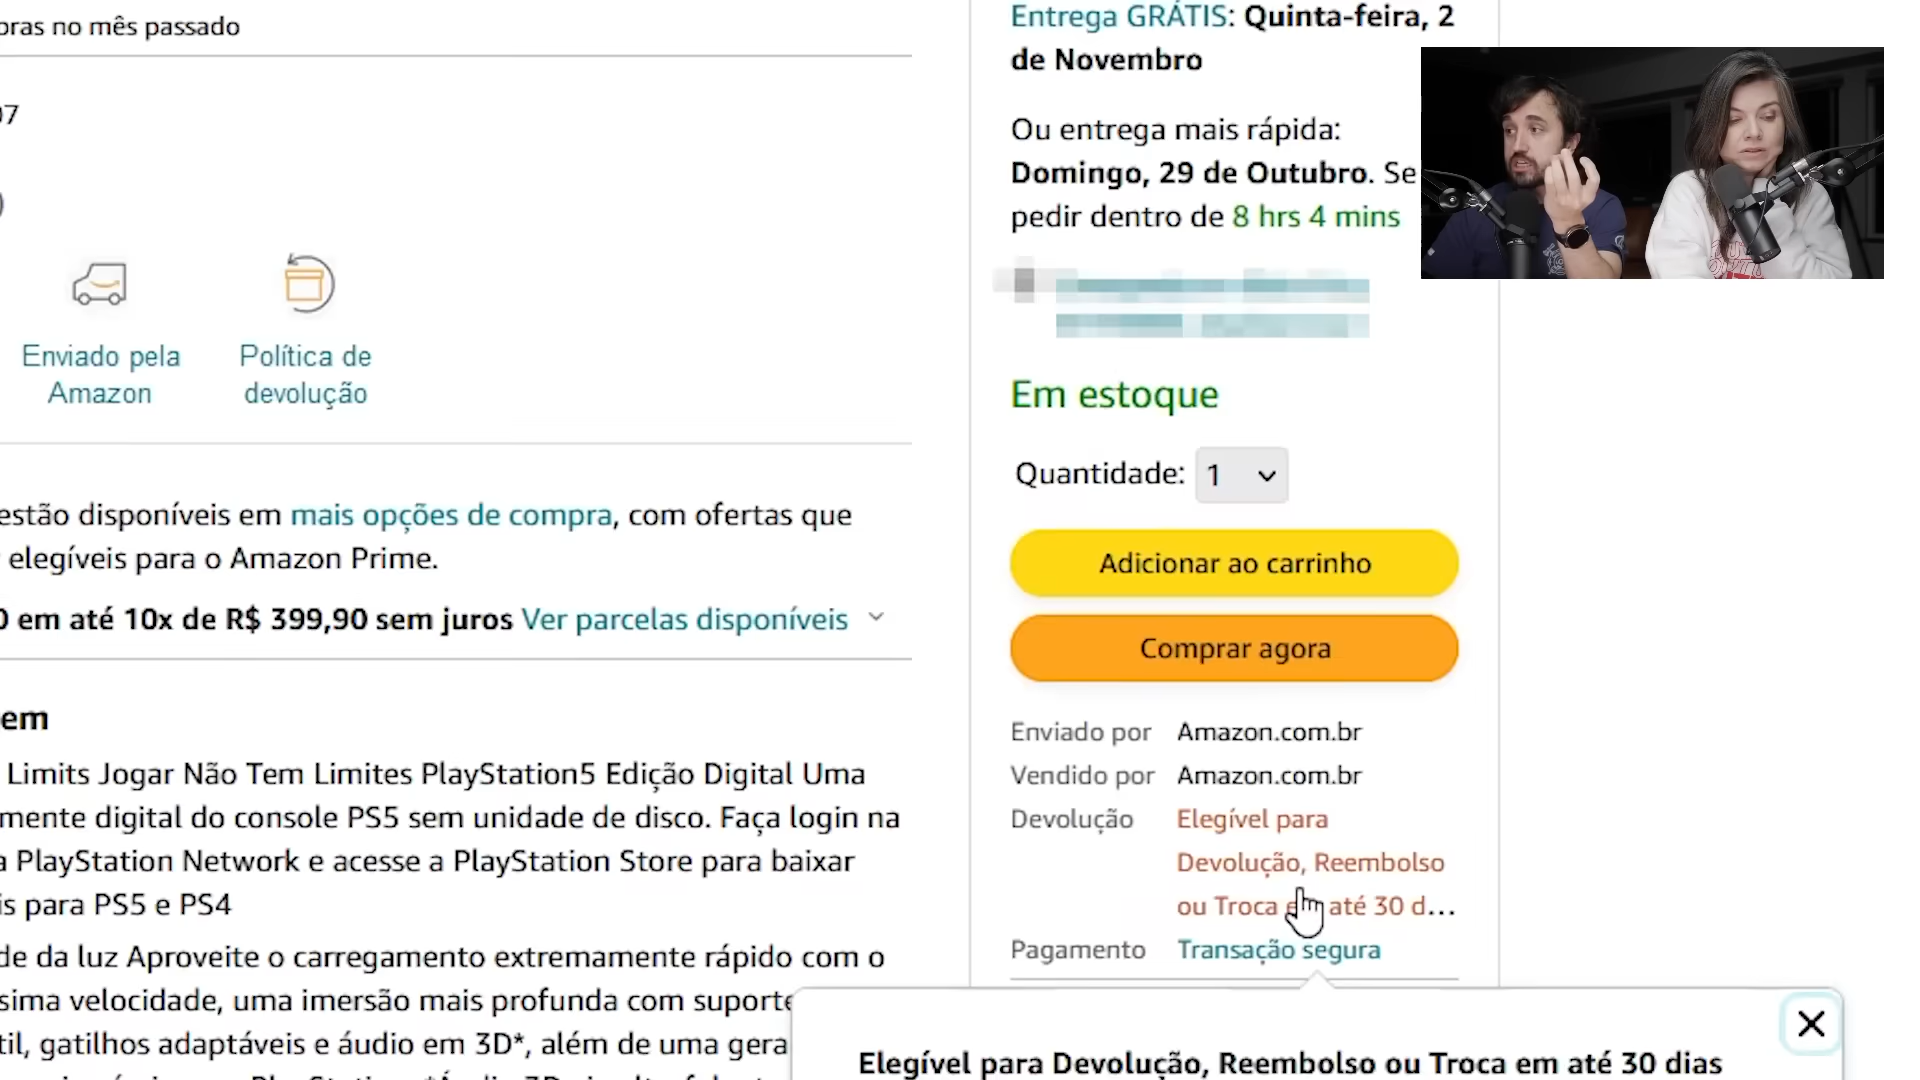 oras no mês passado
07
Enviado pela
Amazon
Política de
devolução
estão disponíveis em mais opções de compra, com ofertas que
elegíveis para o Amazon Prime.
0 em até 10x de R$ 399,90 sem juros Ver parcelas disponíveis
em
Limits Jogar Não Tem Limites PlayStation5 Edição Digital Uma
mente digital do console PS5 sem unidade de disco. Faça login na
a PlayStation Network e acesse a PlayStation Store para baixar
is para PS5 e PS4
de da luz Aproveite o carregamento extremamente rápido com o
sima velocidade, uma imersão mais profunda com suporte
til, gatilhos adaptáveis e áudio em 3D*, além de uma gera
Entrega GRÁTIS: Quinta-feira, 2
de Novembro
Ou entrega mais rápida:
Domingo, 29 de Outubro. Se
pedir dentro de 8 hrs 4 mins
Em estoque
Quantidade: 1
Adicionar ao carrinho
Comprar agora
Enviado por Amazon.com.br
Vendido por Amazon.com.br
Devolução Elegível para
Devolução, Reembolso
ou Troca e até 30 d...
Pagamento Transação segura
Elegível para Devolução, Reembolso ou Troca em até 30 dias